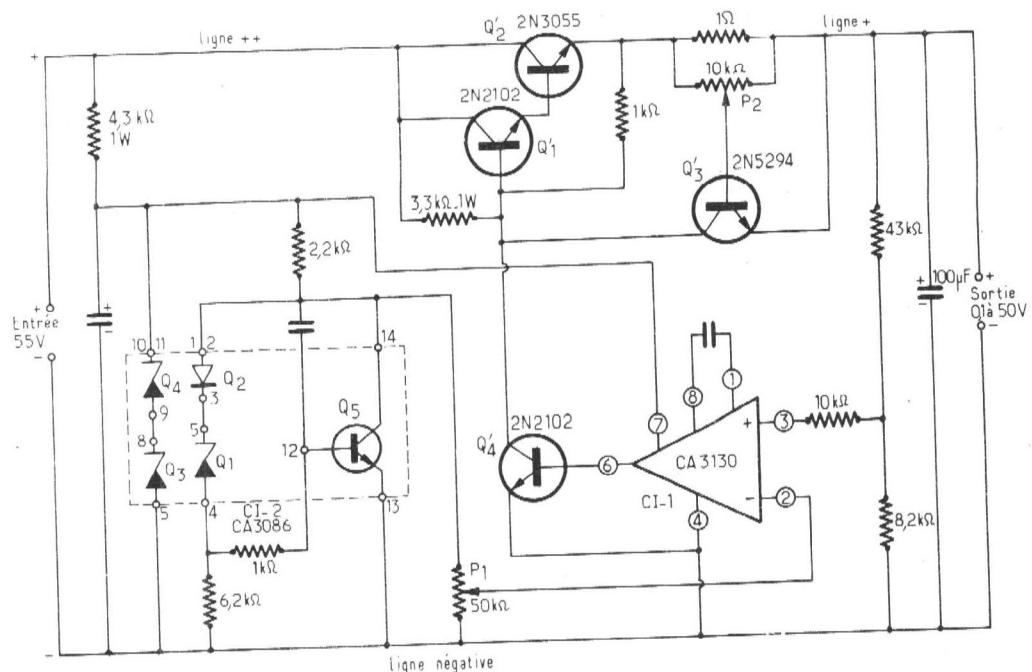 ligne ++
Q'2
2N3055
1Ω
ligne +
+
+
4,3 kΩ
1W
2N2102
Q'1
1kΩ
10kΩ
P2
Q'3
2N5294
3,3kΩ_1W
2,2kΩ
43kΩ
+
-
+
-
100µF
+
Sortie
0,1 à 50V
-
+
Entrée
55V
-
10
11
1
2
14
Q4
Q2
3
9
8
5
Q5
12
Q3
Q1
5
4
13
CI-2
CA3086
1kΩ
6,2kΩ
P1
50kΩ
2N2102
Q'4
6
7
8
1
+
3
10kΩ
CA3130
CI-1
-
2
4
8,2kΩ
-
-
ligne négative